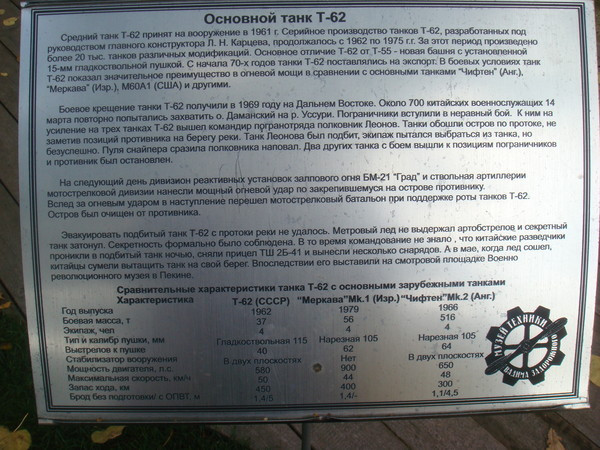 Основной танк Т-62
Средний танк Т-62 принят на вооружение в 1961 г. Серийное производство танков Т-62, разработанных под
руководством главного конструктора Л. Н. Карцева, продолжалось с 1962 по 1975 г.г. За этот период произведено
более 20 тыс. танков различных модификаций. Основное отличие Т-62 от Т-55 - новая башня с установленной
15-мм гладкоствольной пушкой. С начала 70-х годов танки Т-62 поставлялись на экспорт. В боевых условиях танк
Т-62 показал значительное преимущество в огневой мощи в сравнении с основными танками "Чифтен" (Анг.),
"Меркава" (Изр.), М60А1 (США) и другими.
Боевое крещение танки Т-62 получили в 1969 году на Дальнем Востоке. Около 700 китайских военнослужащих 14
марта повторно попытались захватить о. Даманский на р. Уссури. Пограничники вступили в неравный бой. К ним на
усиление на трех танках Т-62 вышел командир погранотряда полковник Леонов. Танки обошли остров по протоке, не
заметив позиций противника на берегу реки. Танк Леонова был подбит, экипаж пытался выбраться из танка, но
безуспешно. Пуля снайпера сразила полковника наповал. Два других танка с боем вышли к позициям пограничников
и противник был остановлен.
На следующий день дивизион реактивных установок залпового огня БМ-21 "Град" и ствольная артиллерии
мотострелковой дивизии нанесли мощный огневой удар по закрепившемуся на острове противнику.
Вслед за огневым ударом в наступление перешел мотострелковый батальон при поддержке роты танков Т-62.
Остров был очищен от противника.
Эвакуировать подбитый танк Т-62 с протоки реки не удалось. Метровый лед не выдержал артобстрелов и секретный
танк затонул. Секретность формально было соблюдена. В то время командование не знало , что китайские разведчики
проникли в подбитый танк ночью, сняли прицел ТШ 2Б-41 и вынесли несколько снарядов. А в мае, когда лед сошел,
китайцы сумели вытащить танк на свой берег. Впоследствии его выставили на смотровой площадке Военно
революционного музея в Пекине.
Сравнительные характеристики танка Т-62 с основными зарубежными танками
Характеристика Т-62 (СССР) "Меркава"Mk.1 (Изр.) "Чифтен"Mk.2 (Анг.)
Год выпуска 1962 1979 1966
Боевая масса, т 37 56 516
Экипаж, чел 4 4 4
Тип и калибр пушки, мм Гладкоствольная 115 Нарезная 105 Нарезная 105
Выстрелов к пушке 40 62 64
Стабилизатор вооружения В двух плоскостях Нет В двух плоскостях
Мощность двигателя, л.с. 580 900 650
Максимальная скорость, км/ч 50 44 48
Запас хода, км 450 400 300
Брод без подготовки/ с ОПВТ, м 1,4/5 1,4/- 1,1/4,5
МУЗЕЙ ТЕХНИКИ
ВАДИМА ЗАДОРОЖНОГО